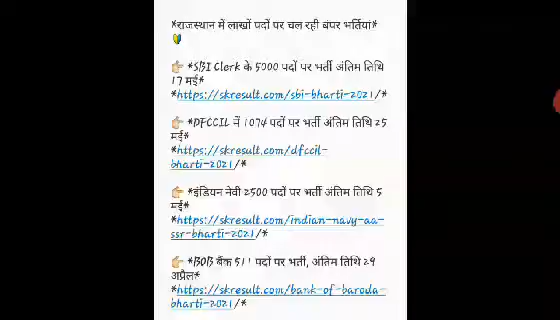 *राजस्थान में लाखों पदों पर चल रही बंपर भर्तियां*
👉🏻 *SBI Clerk के 5000 पदों पर भर्ती अंतिम तिथि
17 मई*
*https://skresult.com/sbi-bharti-2021/*
👉🏻 *DFCCIL में 1074 पदों पर भर्ती अंतिम तिथि 25
मई*
*https://skresult.com/dfccil-
bharti-2021/*
👉🏻 *इंडियन नेवी 2500 पदों पर भर्ती अंतिम तिथि 5
मई*
*https://skresult.com/indian-navy-aa-
ssr-bharti-2021/*
👉🏻 *BOB बैंक 511 पदों पर भर्ती, अंतिम तिथि 29
अप्रैल*
*https://skresult.com/bank-of-baroda-
bharti-2021/*